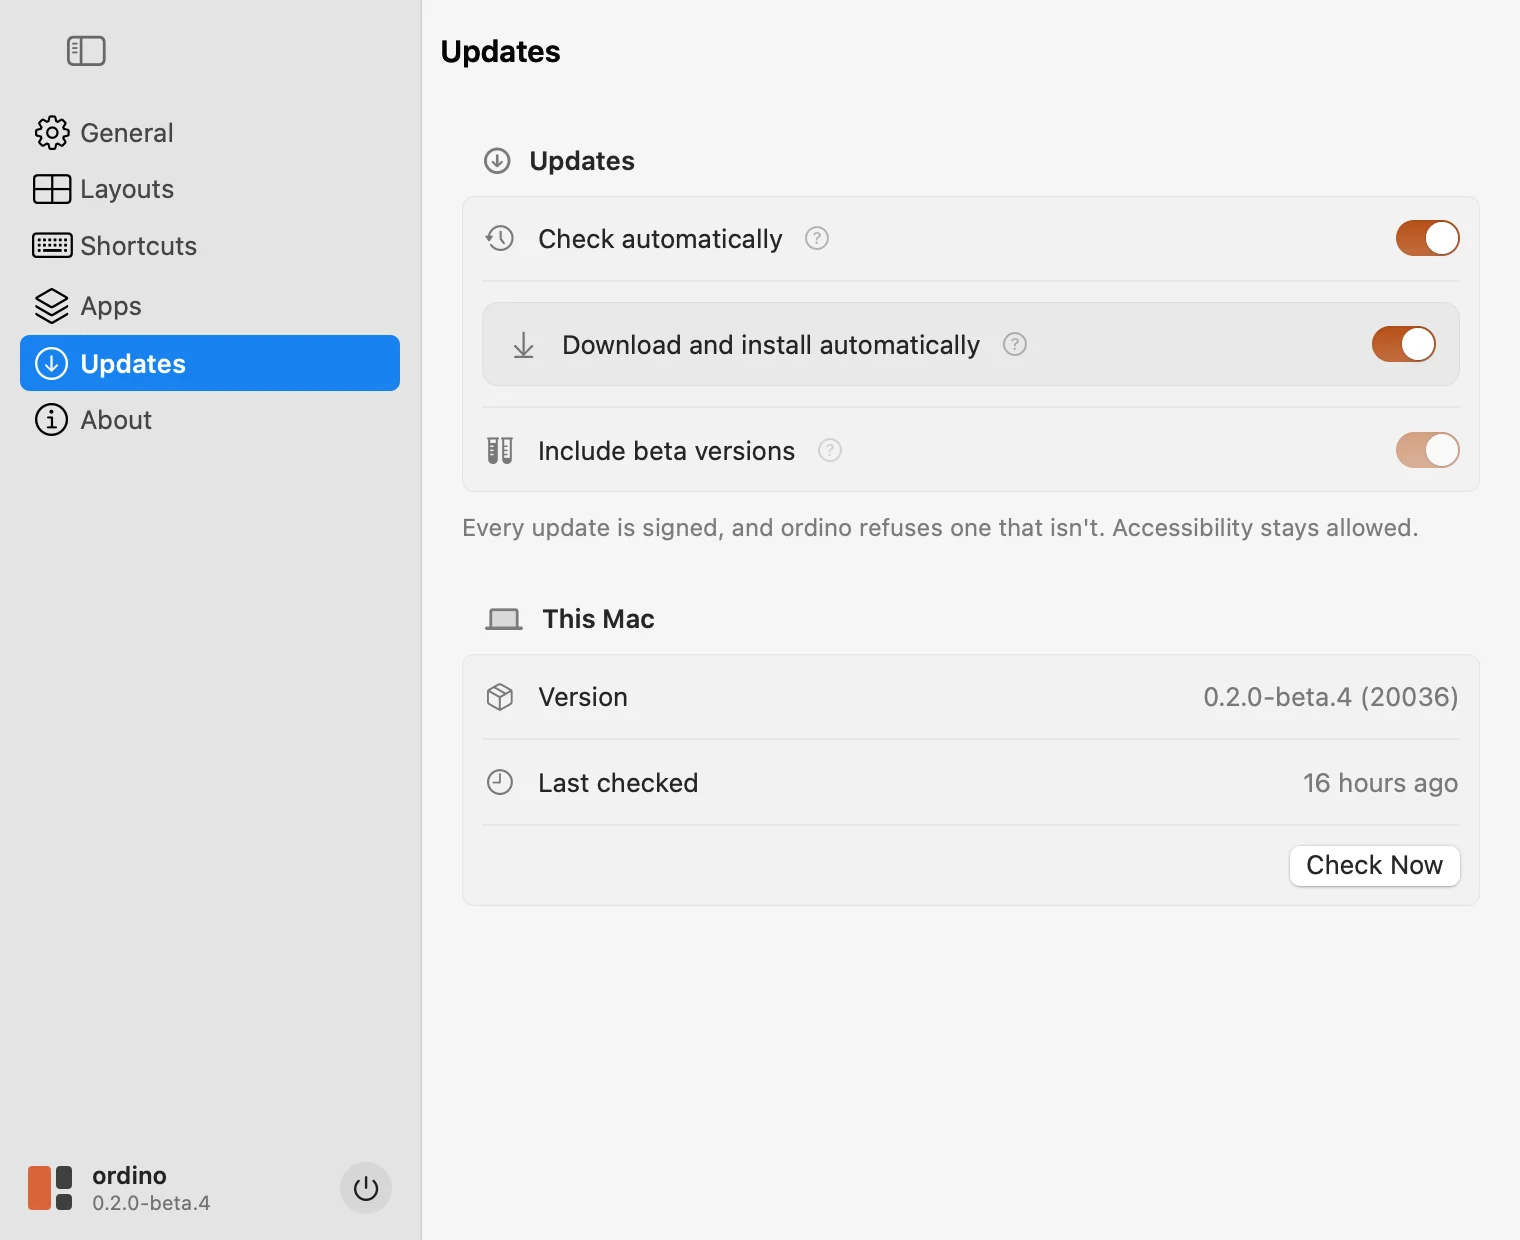 Updates
General
Layouts
Shortcuts
Apps
Updates
About
Updates
Check automatically ?
Download and install automatically ?
Include beta versions ?
Every update is signed, and ordino refuses one that isn't. Accessibility stays allowed.
This Mac
Version 0.2.0-beta.4 (20036)
Last checked 16 hours ago
Check Now
ordino
0.2.0-beta.4